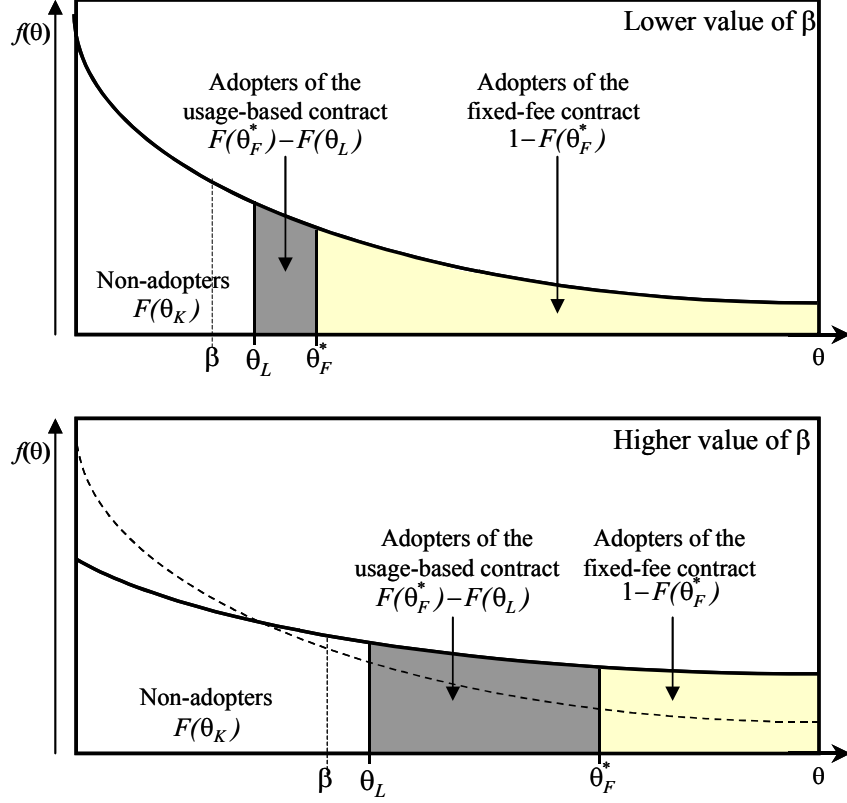 f(θ)
Lower value of β
Adopters of the
usage-based contract
F(θ*F)−F(θL)
Adopters of the
fixed-fee contract
1−F(θ*F)
Non-adopters
F(θK)
β
θL
θ*F
θ
f(θ)
Higher value of β
Adopters of the
usage-based contract
F(θ*F)−F(θL)
Adopters of the
fixed-fee contract
1−F(θ*F)
Non-adopters
F(θK)
β
θL
θ*F
θ